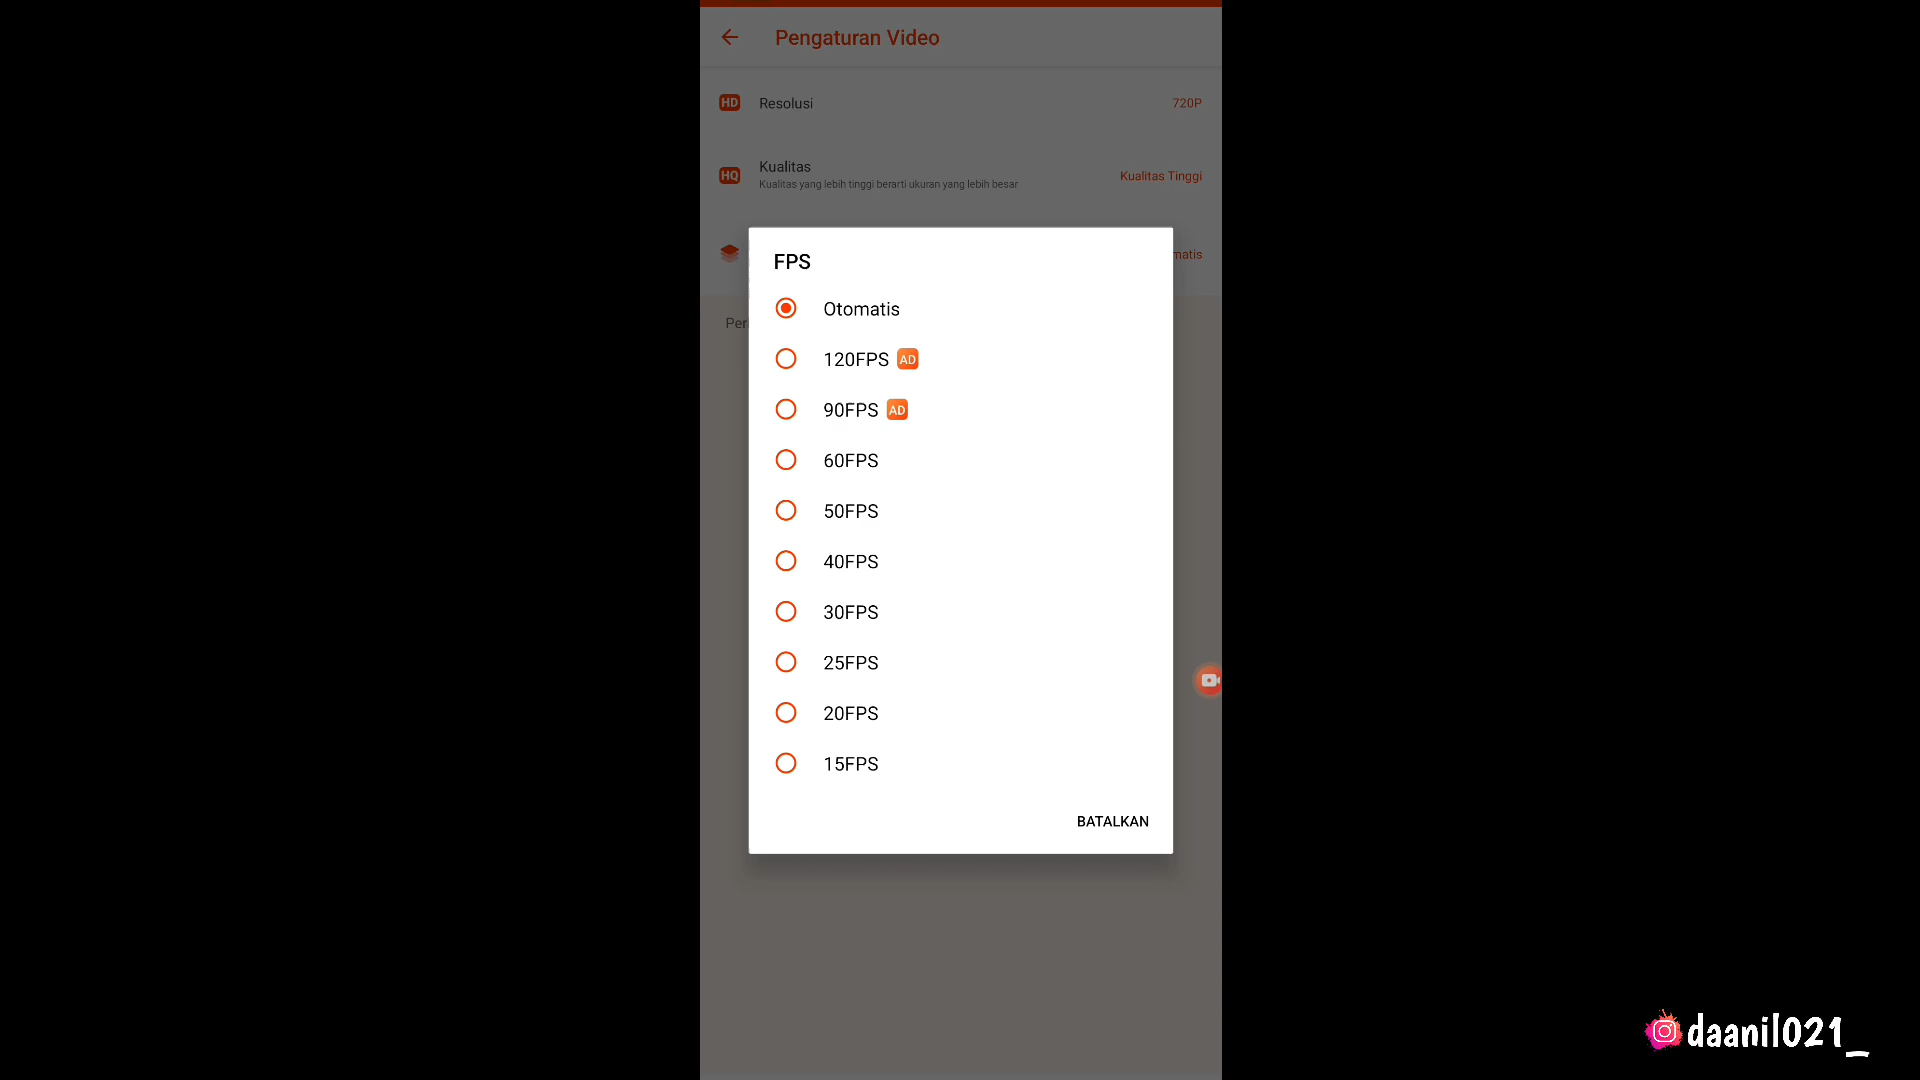 Pengaturan Video
HD Resolusi 720P
HQ Kualitas Kualitas Tinggi
Kualitas yang lebih tinggi berarti ukuran yang lebih besar
matis
Per
FPS
Otomatis
120FPS AD
90FPS AD
60FPS
50FPS
40FPS
30FPS
25FPS
20FPS
15FPS
BATALKAN
daanil021_